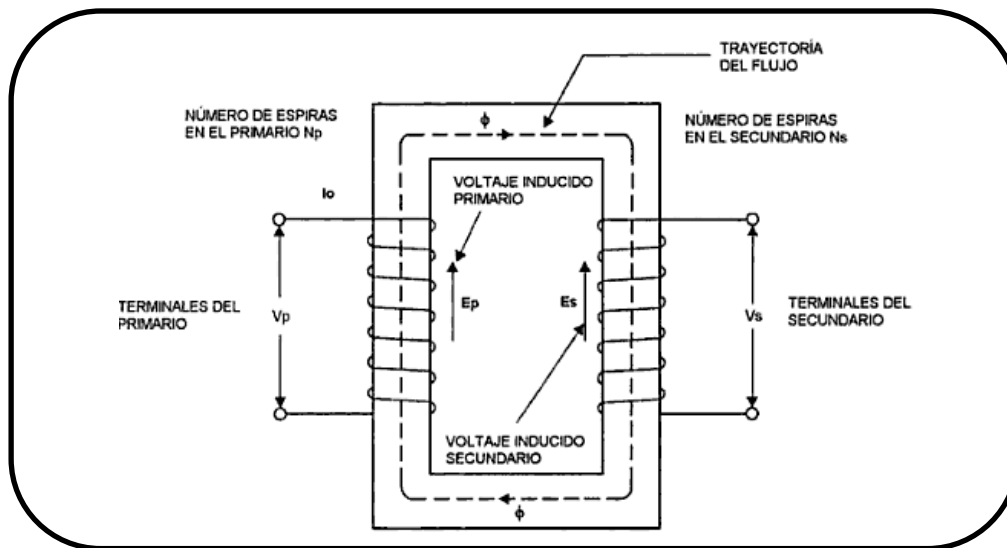 TRAYECTORÍA
DEL FLUJO
NÚMERO DE ESPIRAS
EN EL PRIMARIO Np
ϕ
NÚMERO DE ESPIRAS
EN EL SECUNDARIO Ns
VOLTAJE INDUCIDO
PRIMARIO
Io
TERMINALES DEL
PRIMARIO
Vp
Ep
Es
Vs
TERMINALES DEL
SECUNDARIO
VOLTAJE INDUCIDO
SECUNDARIO
ϕ